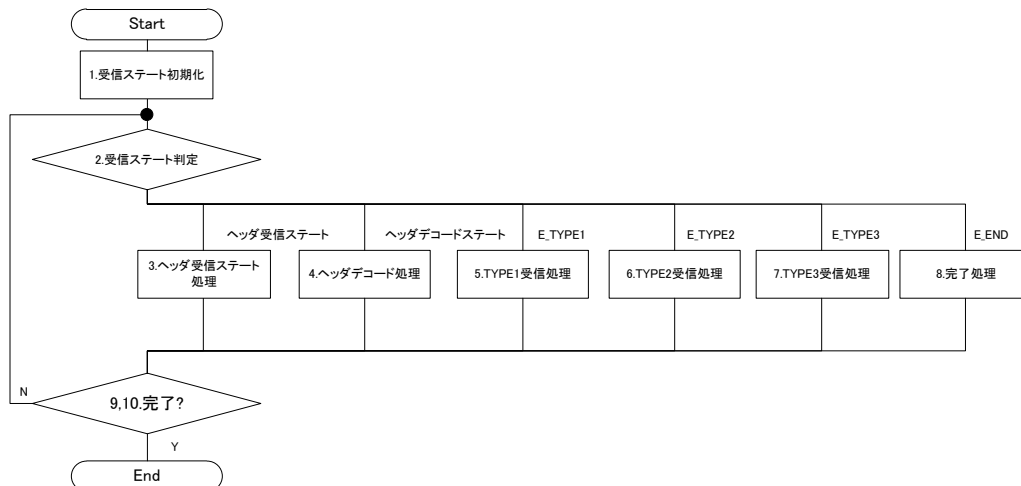 Start
1.受信ステート初期化
2.受信ステート判定
ヘッダ受信ステート
ヘッダデコードステート
E_TYPE1
E_TYPE2
E_TYPE3
E_END
3.ヘッダ受信ステート
処理
4.ヘッダデコード処理
5.TYPE1受信処理
6.TYPE2受信処理
7.TYPE3受信処理
8.完了処理
N
9,10.完了?
Y
End